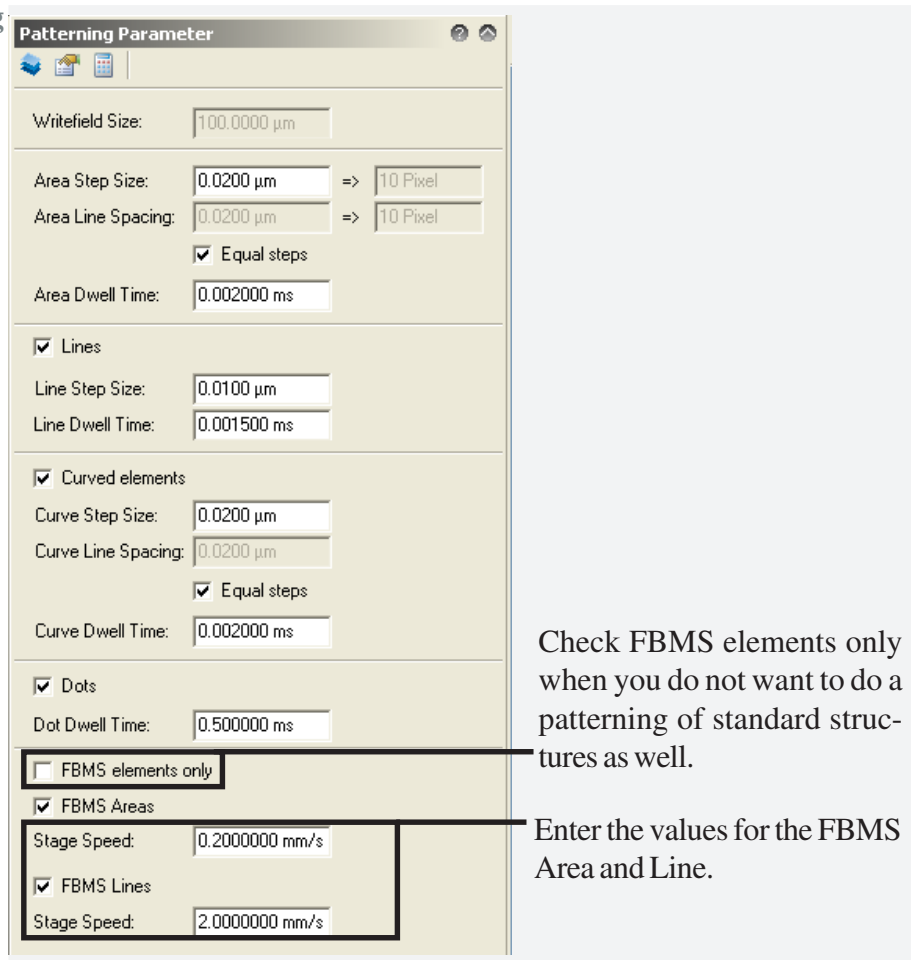 g
Patterning Parameter
Writefield Size: 100.0000 µm
Area Step Size: 0.0200 µm => 10 Pixel
Area Line Spacing: 0.0200 µm => 10 Pixel
Equal steps
Area Dwell Time: 0.002000 ms
Lines
Line Step Size: 0.0100 µm
Line Dwell Time: 0.001500 ms
Curved elements
Curve Step Size: 0.0200 µm
Curve Line Spacing: 0.0200 µm
Equal steps
Curve Dwell Time: 0.002000 ms
Dots
Dot Dwell Time: 0.500000 ms
FBMS elements only
FBMS Areas
Stage Speed: 0.2000000 mm/s
FBMS Lines
Stage Speed: 2.0000000 mm/s
Check FBMS elements only
when you do not want to do a
patterning of standard struc-
tures as well.
Enter the values for the FBMS
Area and Line.